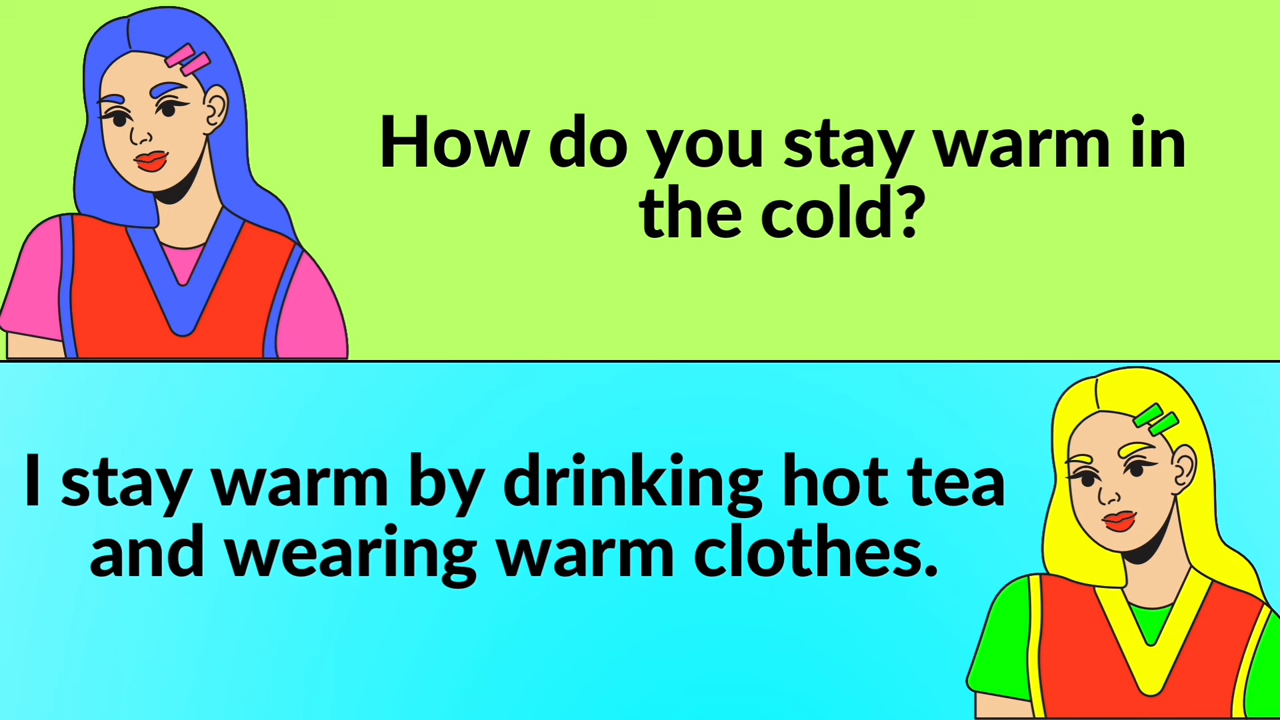 How do you stay warm in
the cold?
I stay warm by drinking hot tea
and wearing warm clothes.